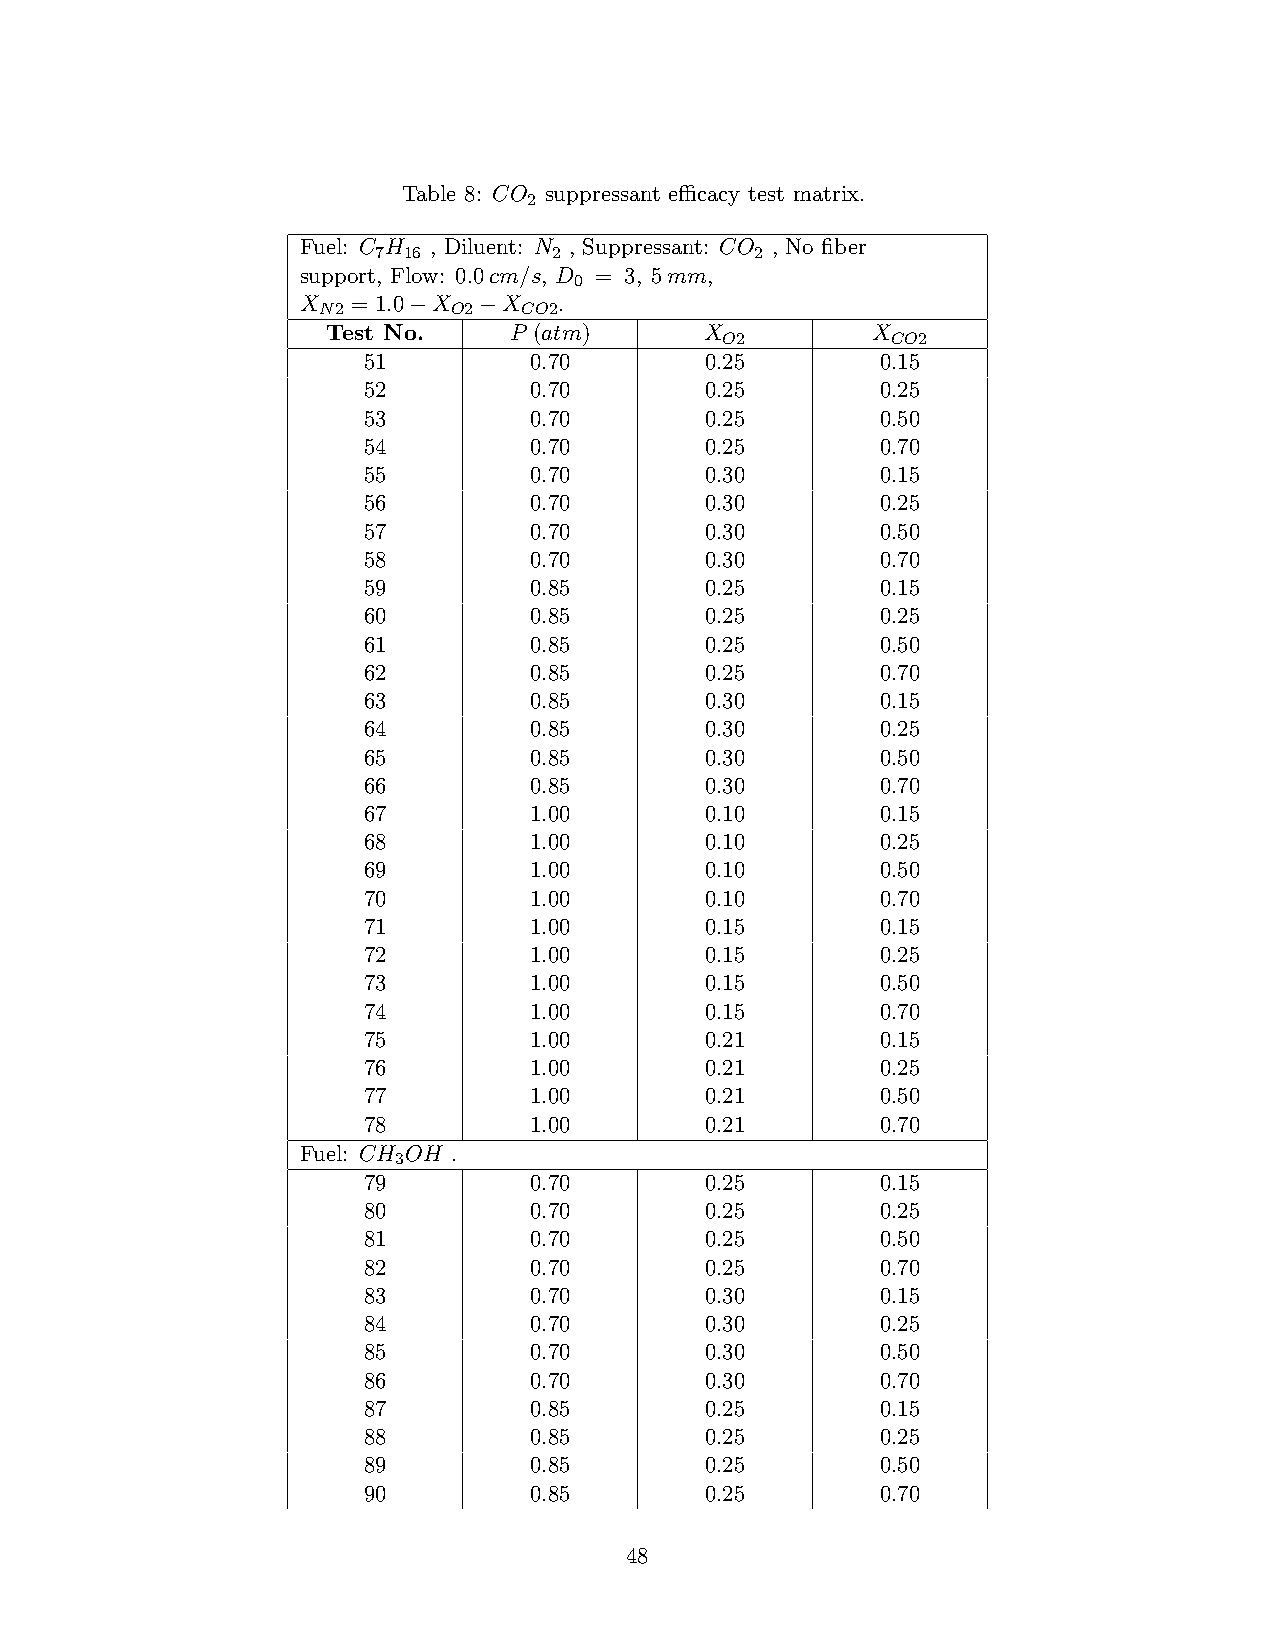 Table 8: CO2 suppressant efficacy test matrix.
Fuel: C7H16 , Diluent: N2 , Suppressant: CO2 , No fiber
support, Flow: 0.0 cm/s, D0 = 3, 5 mm,
XN2 = 1.0 − XO2 − XCO2.
Test No. P (atm) XO2 XCO2
51 0.70 0.25 0.15
52 0.70 0.25 0.25
53 0.70 0.25 0.50
54 0.70 0.25 0.70
55 0.70 0.30 0.15
56 0.70 0.30 0.25
57 0.70 0.30 0.50
58 0.70 0.30 0.70
59 0.85 0.25 0.15
60 0.85 0.25 0.25
61 0.85 0.25 0.50
62 0.85 0.25 0.70
63 0.85 0.30 0.15
64 0.85 0.30 0.25
65 0.85 0.30 0.50
66 0.85 0.30 0.70
67 1.00 0.10 0.15
68 1.00 0.10 0.25
69 1.00 0.10 0.50
70 1.00 0.10 0.70
71 1.00 0.15 0.15
72 1.00 0.15 0.25
73 1.00 0.15 0.50
74 1.00 0.15 0.70
75 1.00 0.21 0.15
76 1.00 0.21 0.25
77 1.00 0.21 0.50
78 1.00 0.21 0.70
Fuel: CH3OH .
79 0.70 0.25 0.15
80 0.70 0.25 0.25
81 0.70 0.25 0.50
82 0.70 0.25 0.70
83 0.70 0.30 0.15
84 0.70 0.30 0.25
85 0.70 0.30 0.50
86 0.70 0.30 0.70
87 0.85 0.25 0.15
88 0.85 0.25 0.25
89 0.85 0.25 0.50
90 0.85 0.25 0.70
48